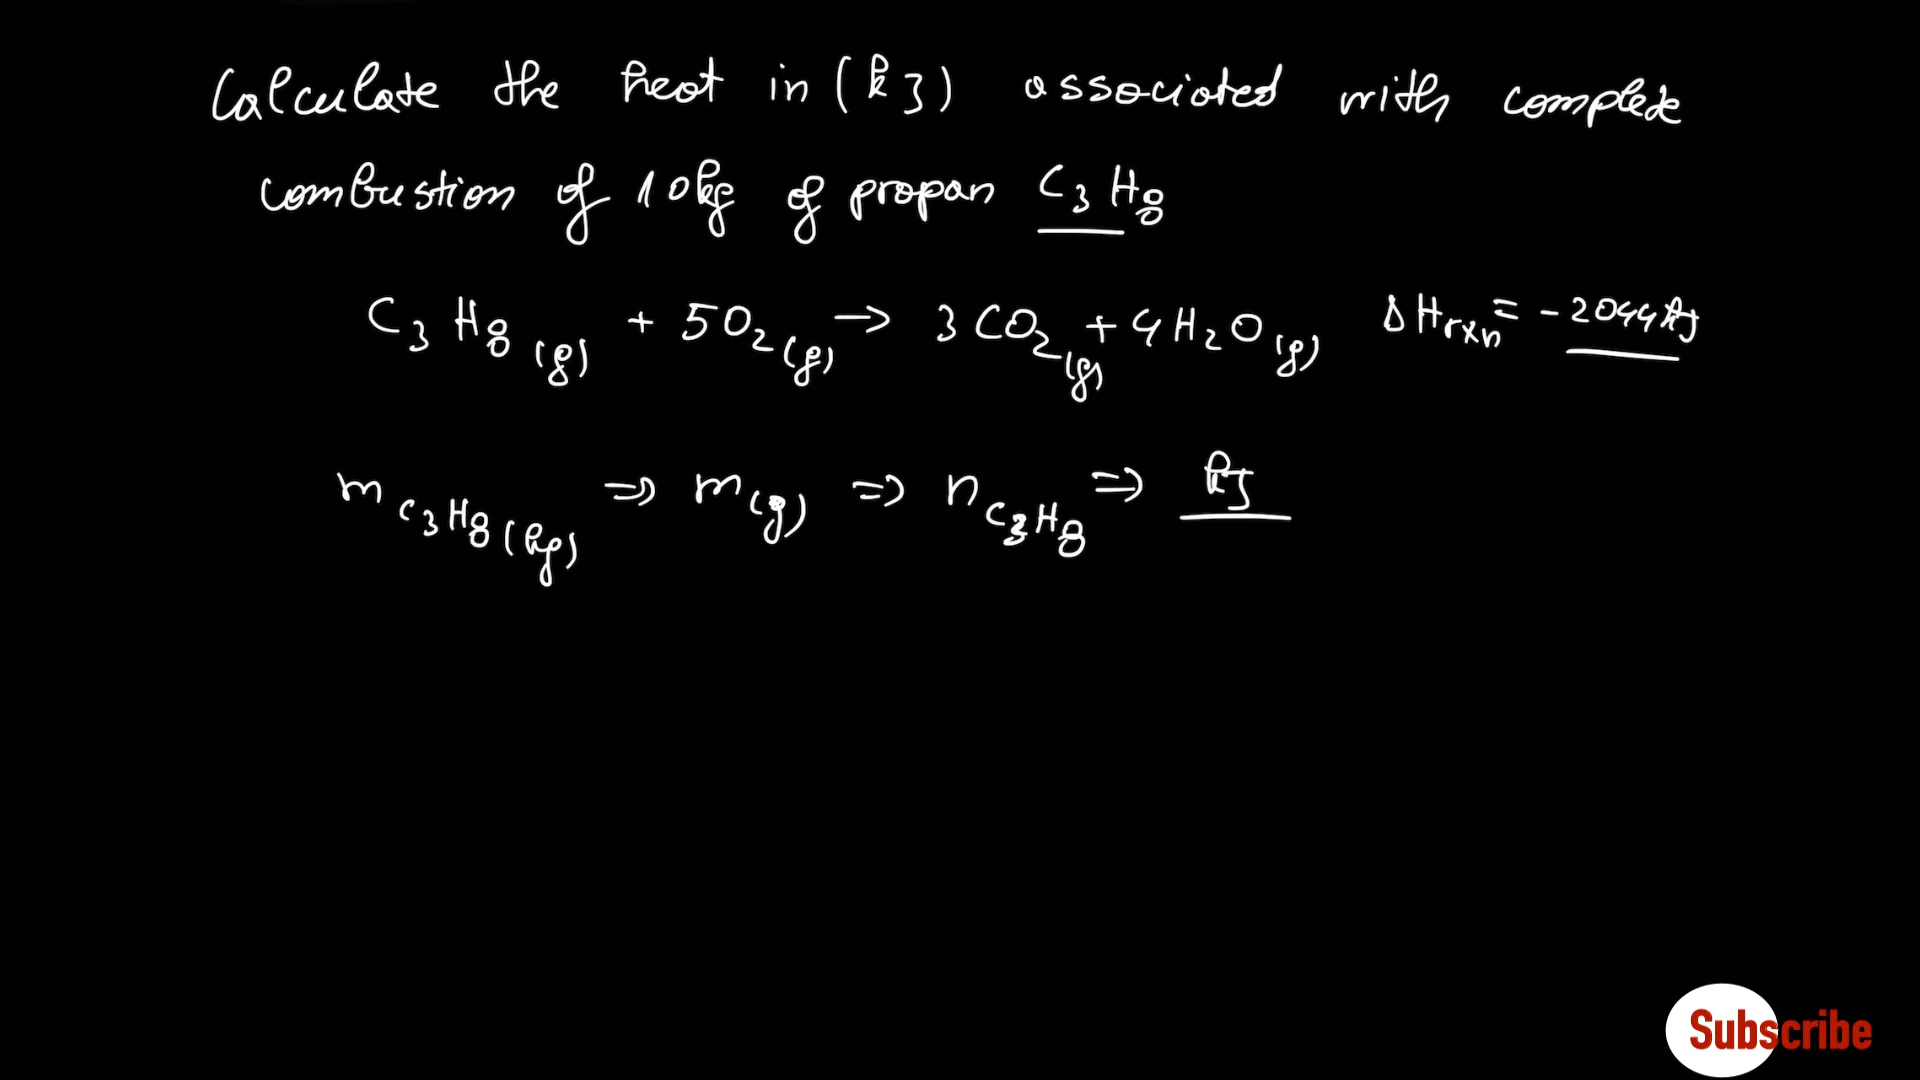 Calculate the heat in (kJ) associated with complete
combustion of 10kg of propan C3H8
C3H8(g) + 5O2(g) → 3CO2(g) + 4H2O(g) ΔHrxn = -2044kJ
mC3H8(kg) ⇒ m(g) ⇒ nC3H8 ⇒ kJ
Subscribe